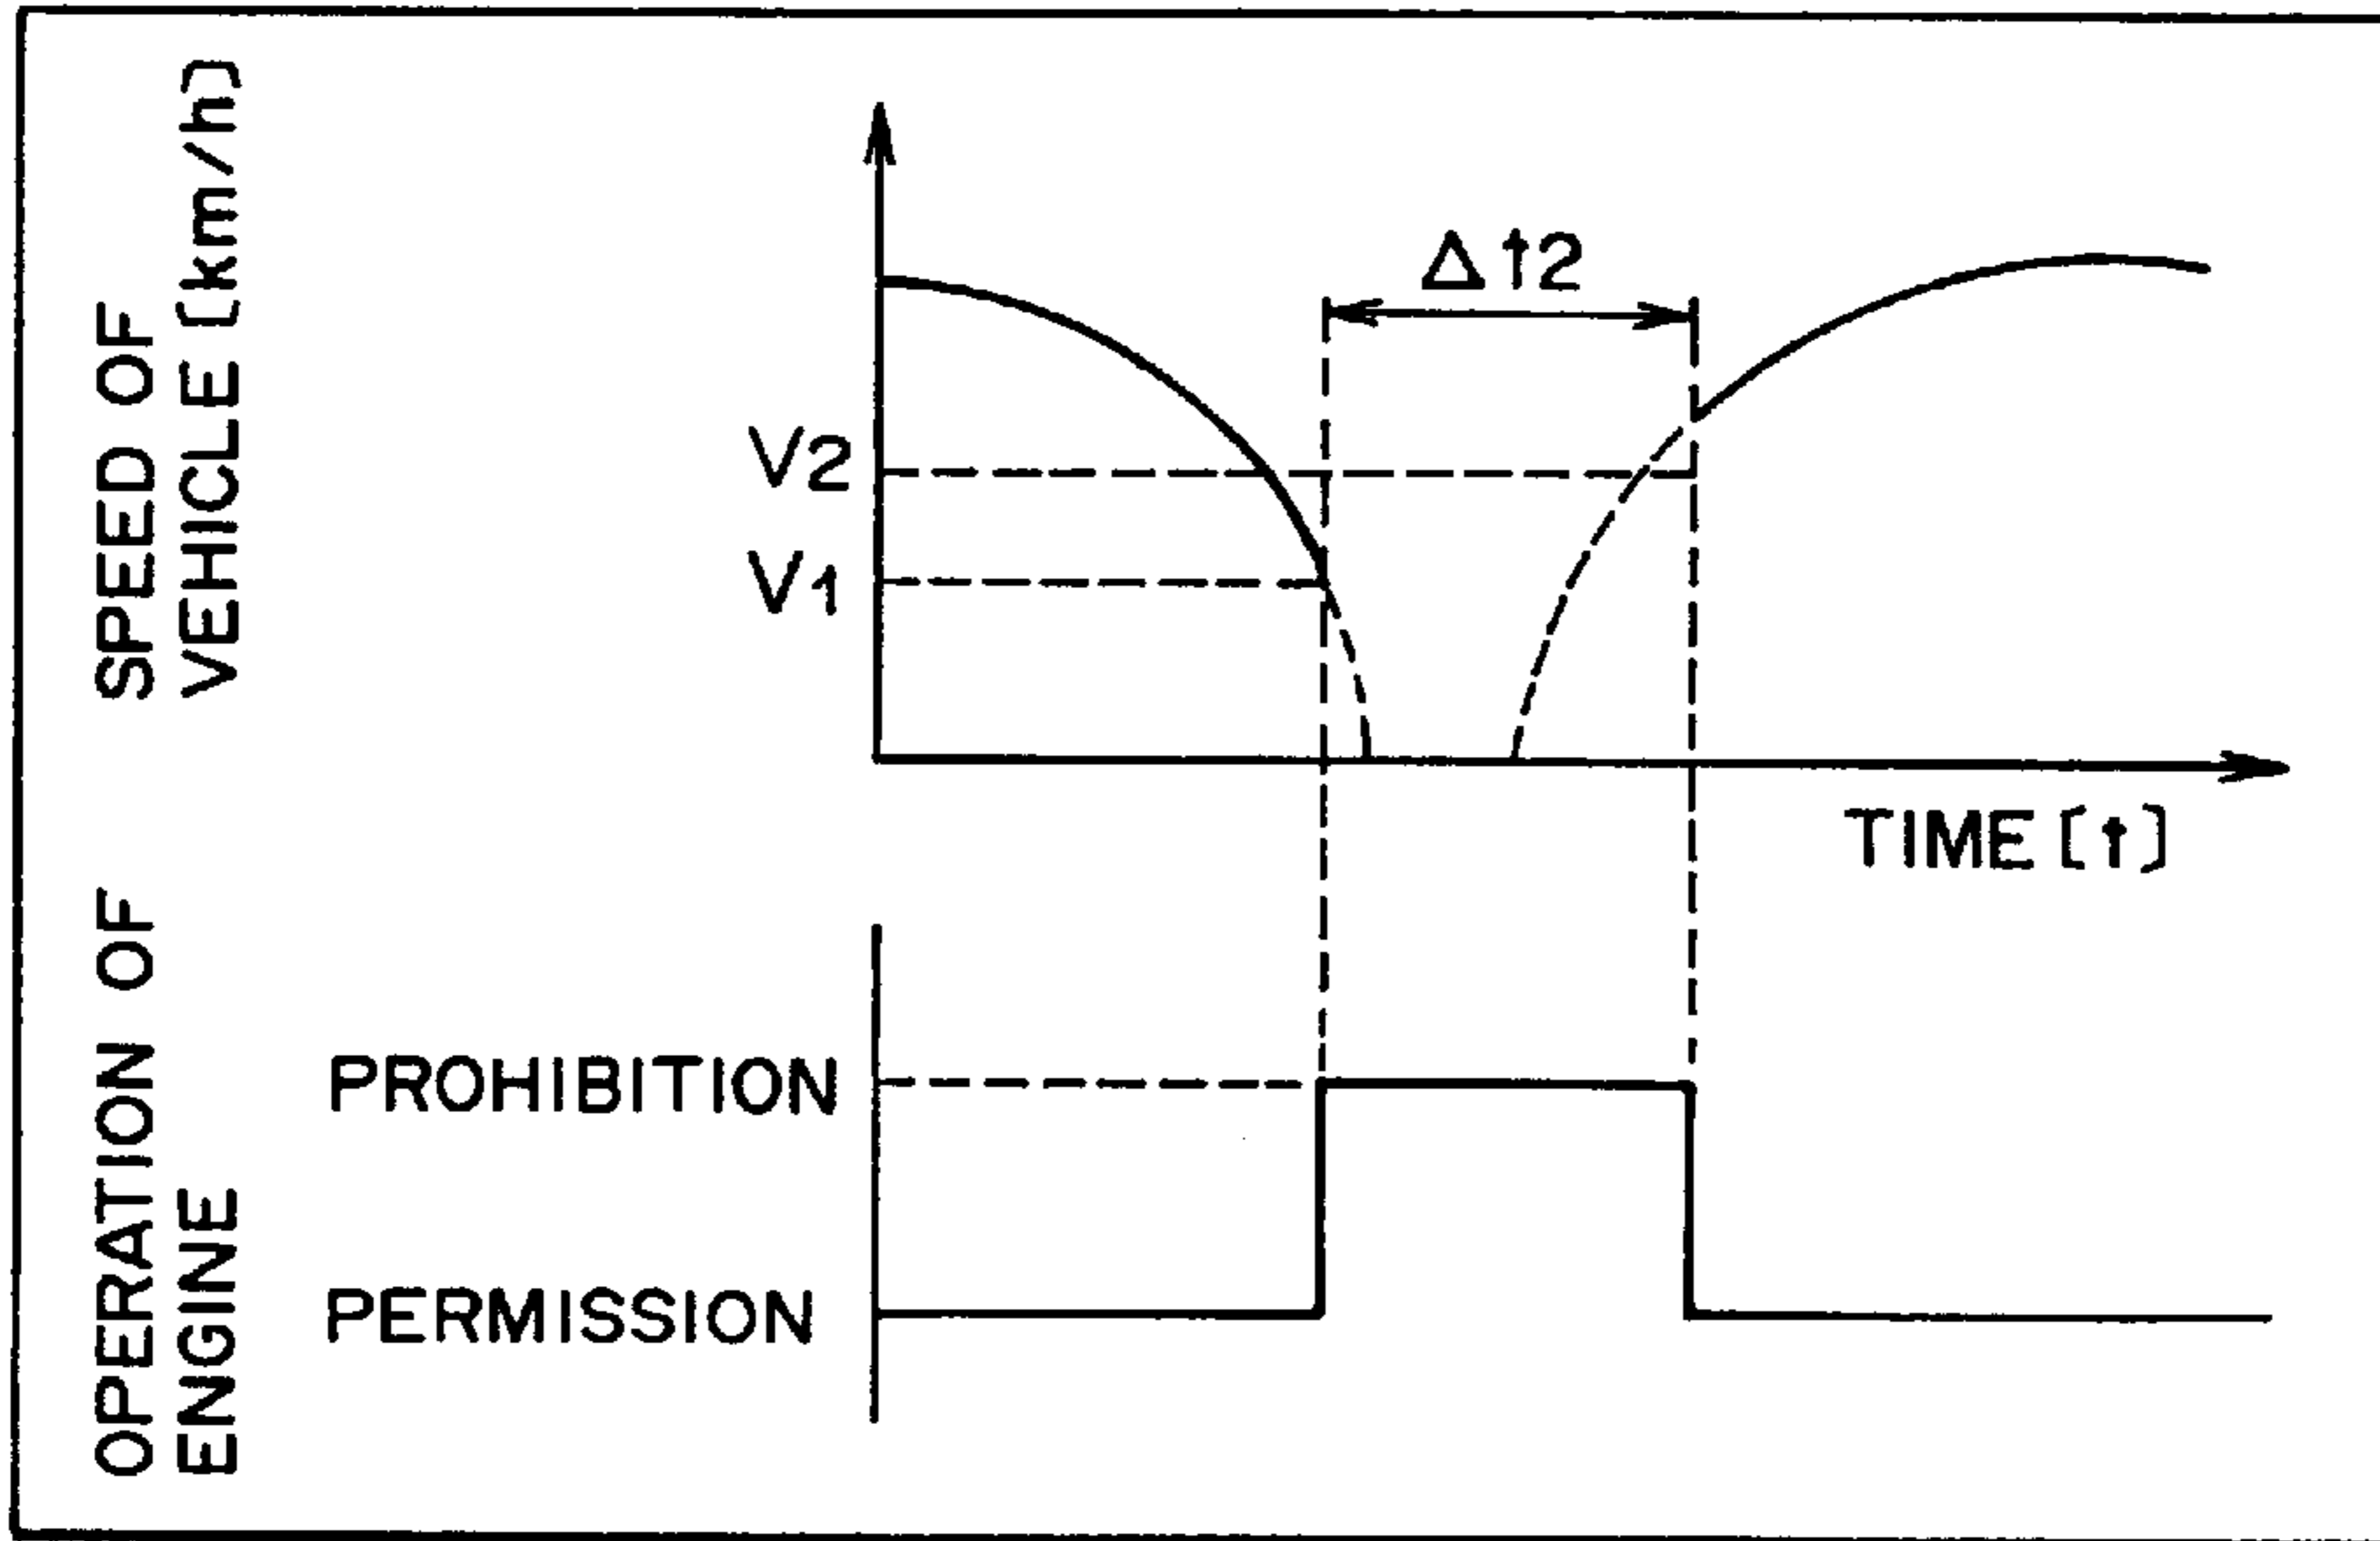 SPEED OF
VEHICLE [km/h]
Δt2
V2
V1
TIME [t]
OPERATION OF
ENGINE
PROHIBITION
PERMISSION